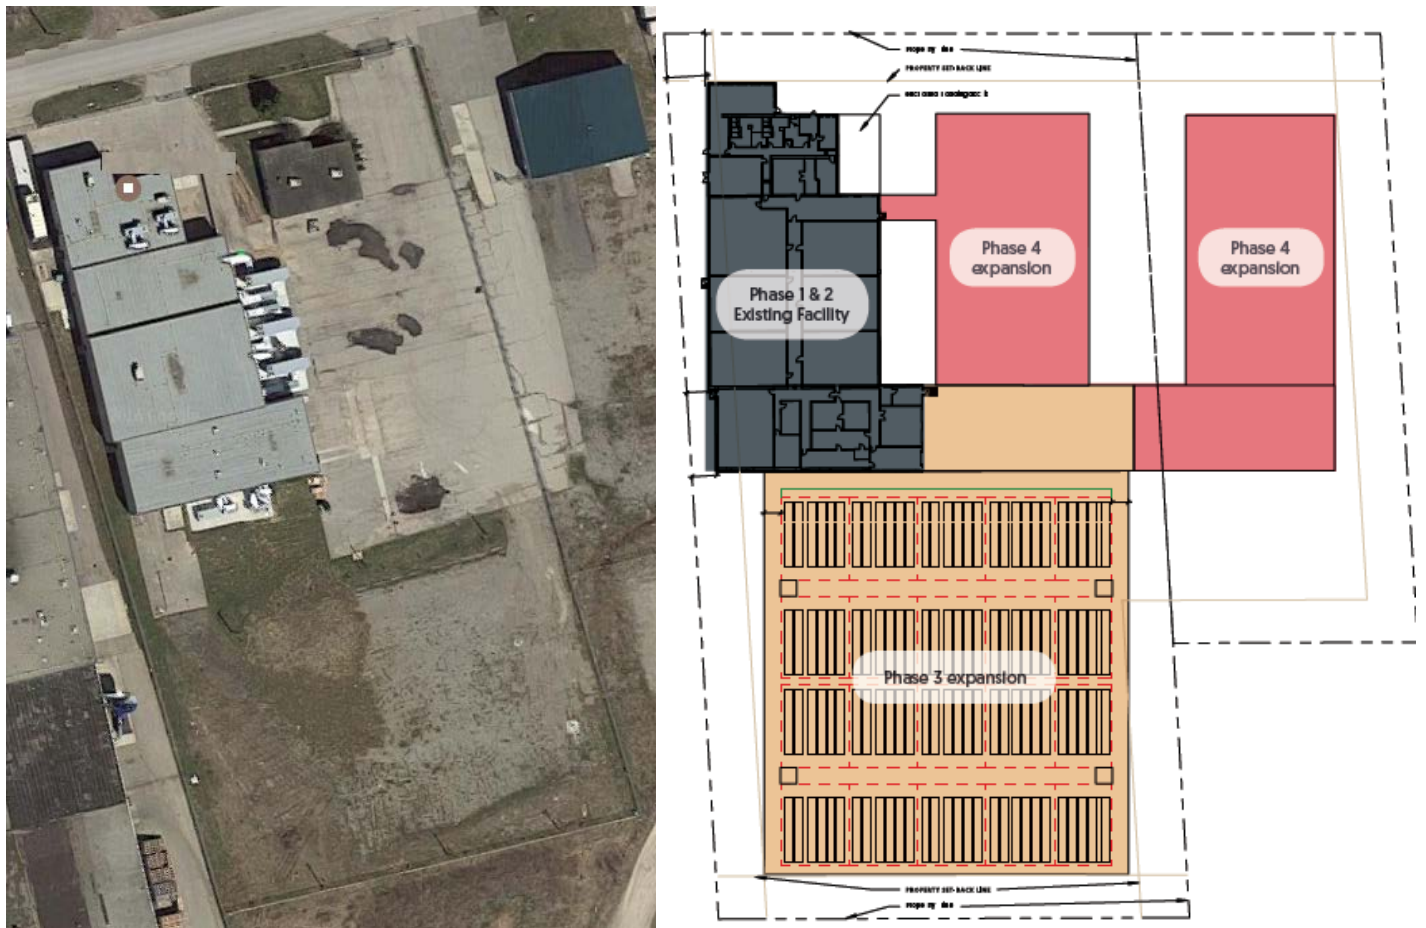 PROPERTY SET-BACK LINE
Phase 4
expansion
Phase 4
expansion
Phase 1 & 2
Existing Facility
Phase 3 expansion
PROPERTY SET-BACK LINE